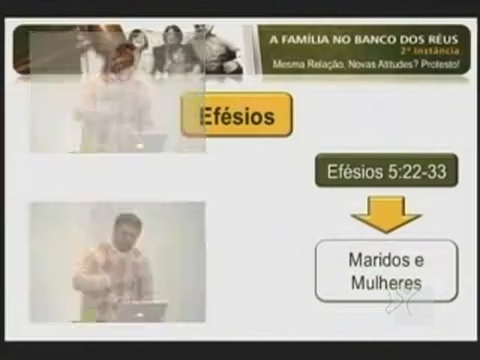 A FAMÍLIA NO BANCO DOS RÉUS
2ª Instância
Mesma Relação, Novas Atitudes? Protesto!
Efésios
Efésios 5:22-33
Maridos e
Mulheres